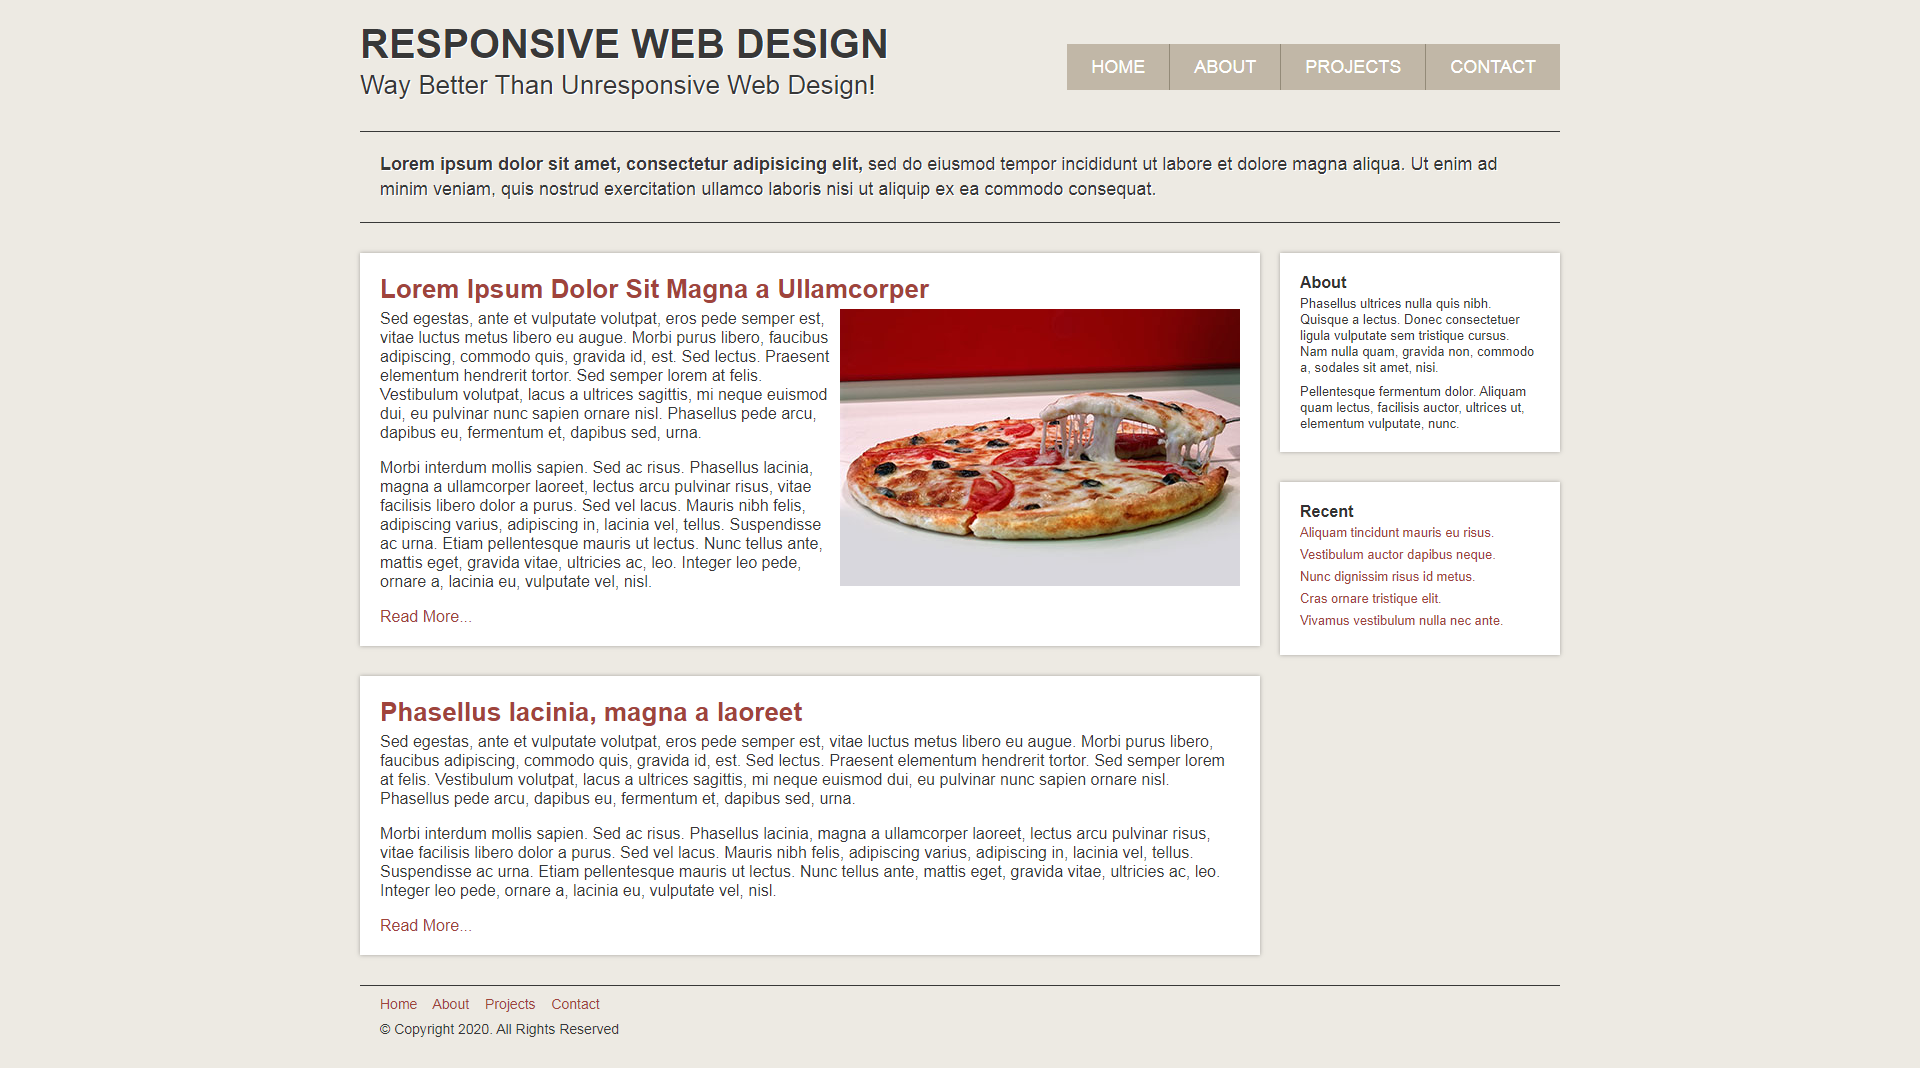 RESPONSIVE WEB DESIGN
Way Better Than Unresponsive Web Design!
HOME
ABOUT
PROJECTS
CONTACT
Lorem ipsum dolor sit amet, consectetur adipisicing elit, sed do eiusmod tempor incididunt ut labore et dolore magna aliqua. Ut enim ad
minim veniam, quis nostrud exercitation ullamco laboris nisi ut aliquip ex ea commodo consequat.
Lorem Ipsum Dolor Sit Magna a Ullamcorper
Sed egestas, ante et vulputate volutpat, eros pede semper est,
vitae luctus metus libero eu augue. Morbi purus libero, faucibus
adipiscing, commodo quis, gravida id, est. Sed lectus. Praesent
elementum hendrerit tortor. Sed semper lorem at felis.
Vestibulum volutpat, lacus a ultrices sagittis, mi neque euismod
dui, eu pulvinar nunc sapien ornare nisl. Phasellus pede arcu,
dapibus eu, fermentum et, dapibus sed, urna.
Morbi interdum mollis sapien. Sed ac risus. Phasellus lacinia,
magna a ullamcorper laoreet, lectus arcu pulvinar risus, vitae
facilisis libero dolor a purus. Sed vel lacus. Mauris nibh felis,
adipiscing varius, adipiscing in, lacinia vel, tellus. Suspendisse
ac urna. Etiam pellentesque mauris ut lectus. Nunc tellus ante,
mattis eget, gravida vitae, ultricies ac, leo. Integer leo pede,
ornare a, lacinia eu, vulputate vel, nisl.
Read More...
Phasellus lacinia, magna a laoreet
Sed egestas, ante et vulputate volutpat, eros pede semper est, vitae luctus metus libero eu augue. Morbi purus libero,
faucibus adipiscing, commodo quis, gravida id, est. Sed lectus. Praesent elementum hendrerit tortor. Sed semper lorem
at felis. Vestibulum volutpat, lacus a ultrices sagittis, mi neque euismod dui, eu pulvinar nunc sapien ornare nisl.
Phasellus pede arcu, dapibus eu, fermentum et, dapibus sed, urna.
Morbi interdum mollis sapien. Sed ac risus. Phasellus lacinia, magna a ullamcorper laoreet, lectus arcu pulvinar risus,
vitae facilisis libero dolor a purus. Sed vel lacus. Mauris nibh felis, adipiscing varius, adipiscing in, lacinia vel, tellus.
Suspendisse ac urna. Etiam pellentesque mauris ut lectus. Nunc tellus ante, mattis eget, gravida vitae, ultricies ac, leo.
Integer leo pede, ornare a, lacinia eu, vulputate vel, nisl.
Read More...
About
Phasellus ultrices nulla quis nibh.
Quisque a lectus. Donec consectetuer
ligula vulputate sem tristique cursus.
Nam nulla quam, gravida non, commodo
a, sodales sit amet, nisi.
Pellentesque fermentum dolor. Aliquam
quam lectus, facilisis auctor, ultrices ut,
elementum vulputate, nunc.
Recent
Aliquam tincidunt mauris eu risus.
Vestibulum auctor dapibus neque.
Nunc dignissim risus id metus.
Cras ornare tristique elit.
Vivamus vestibulum nulla nec ante.
Home About Projects Contact
© Copyright 2020. All Rights Reserved